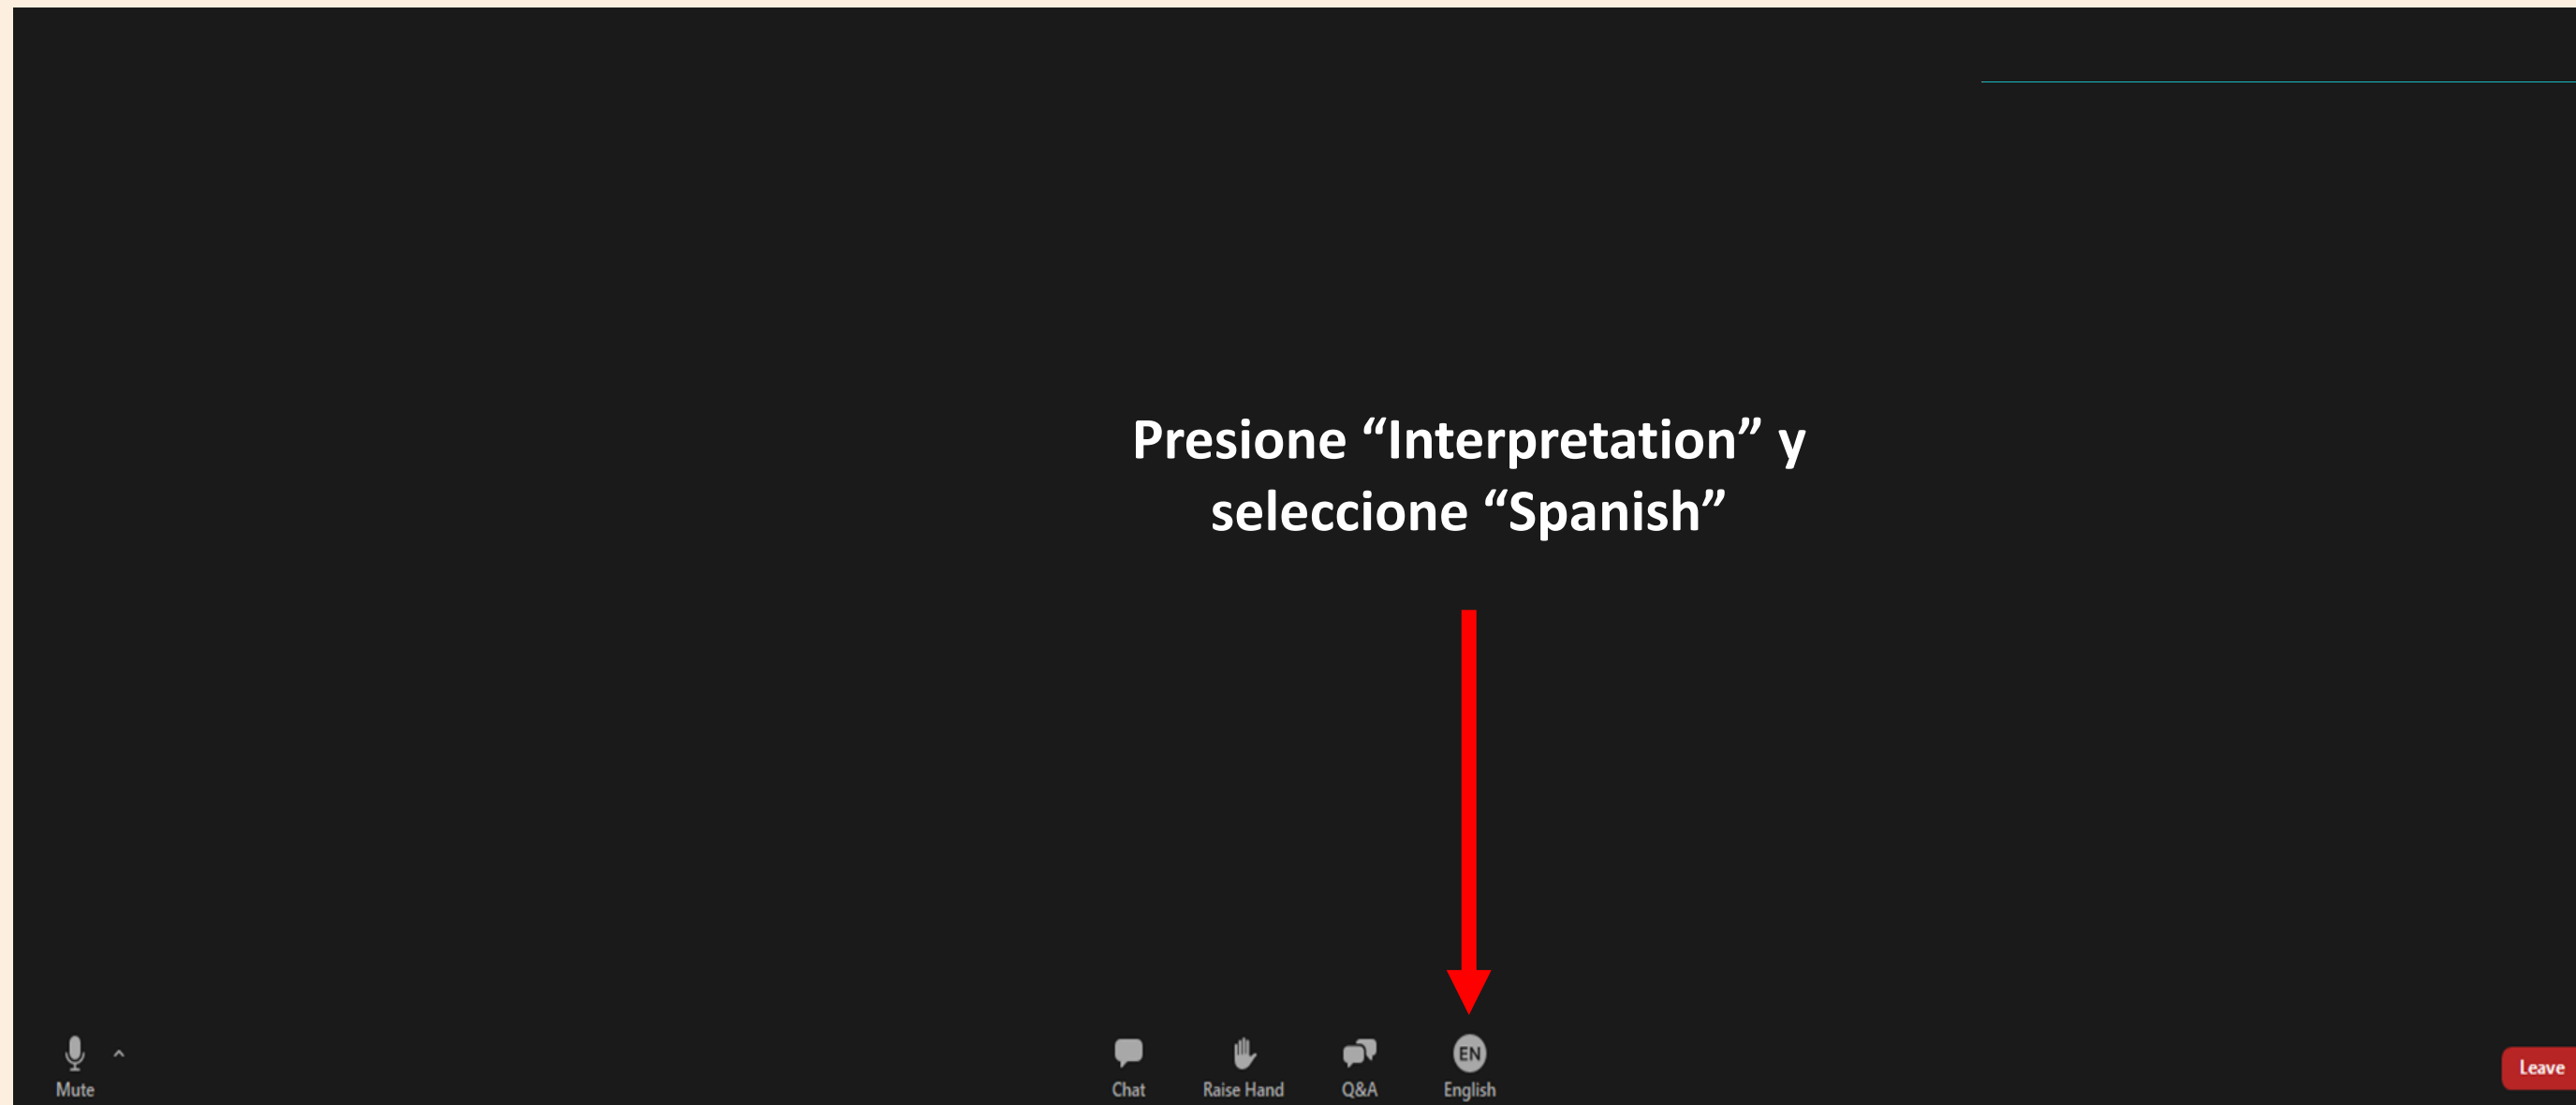 Presione “Interpretation” y
seleccione “Spanish”
EN
Mute
Chat
Raise Hand
Q&A
English
Leave